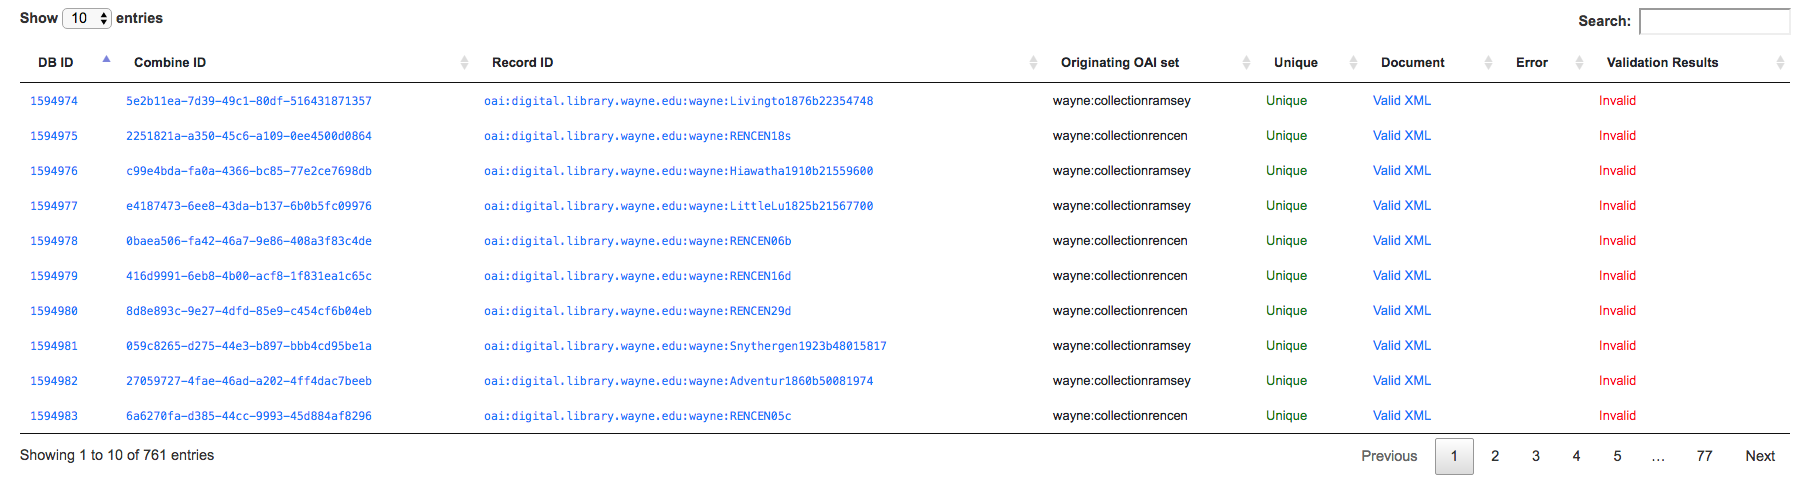 Show 10 entries Search:
DB ID Combine ID Record ID Originating OAI set Unique Document Error Validation Results
1594974 5e2b11ea-7d39-49c1-80df-516431871357 oai:digital.library.wayne.edu:wayne:Livingto1876b22354748 wayne:collectionramsey Unique Valid XML Invalid
1594975 2251821a-a350-45c6-a109-0ee4500d0864 oai:digital.library.wayne.edu:wayne:RENCEN18s wayne:collectionrencen Unique Valid XML Invalid
1594976 c99e4bda-fa0a-4366-bc85-77e2ce7698db oai:digital.library.wayne.edu:wayne:Hiawatha1910b21559600 wayne:collectionramsey Unique Valid XML Invalid
1594977 e4187473-6ee8-43da-b137-6b0b5fc09976 oai:digital.library.wayne.edu:wayne:LittleLu1825b21567700 wayne:collectionramsey Unique Valid XML Invalid
1594978 0baea506-fa42-46a7-9e86-408a3f83c4de oai:digital.library.wayne.edu:wayne:RENCEN06b wayne:collectionrencen Unique Valid XML Invalid
1594979 416d9991-6eb8-4b00-acf8-1f831ea1c65c oai:digital.library.wayne.edu:wayne:RENCEN16d wayne:collectionrencen Unique Valid XML Invalid
1594980 8d8e893c-9e27-4dfd-85e9-c454cf6b04eb oai:digital.library.wayne.edu:wayne:RENCEN29d wayne:collectionrencen Unique Valid XML Invalid
1594981 059c8265-d275-44e3-b897-bbb4cd95be1a oai:digital.library.wayne.edu:wayne:Snythergen1923b48015817 wayne:collectionramsey Unique Valid XML Invalid
1594982 27059727-4fae-46ad-a202-4ff4dac7beeb oai:digital.library.wayne.edu:wayne:Adventur1860b50081974 wayne:collectionramsey Unique Valid XML Invalid
1594983 6a6270fa-d385-44cc-9993-45d884af8296 oai:digital.library.wayne.edu:wayne:RENCEN05c wayne:collectionrencen Unique Valid XML Invalid
Showing 1 to 10 of 761 entries Previous 1 2 3 4 5 … 77 Next